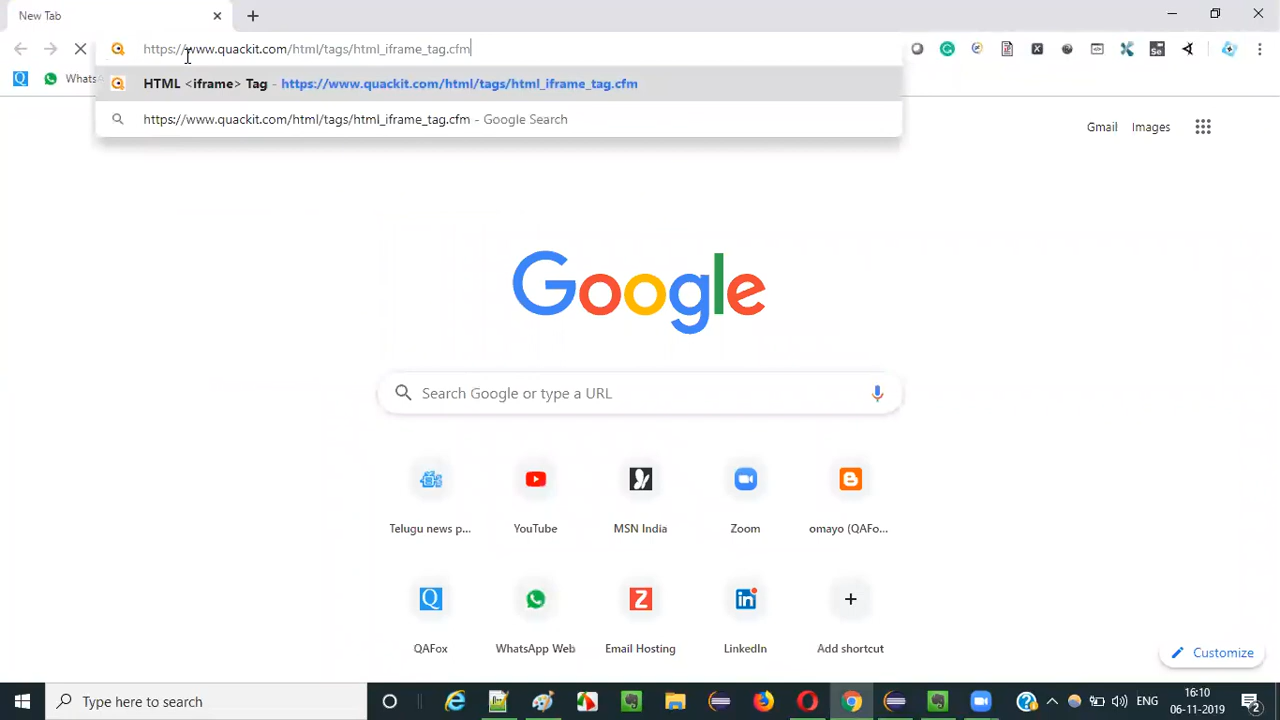 New Tab
https://www.quackit.com/html/tags/html_iframe_tag.cfm
Whats
HTML <iframe> Tag - https://www.quackit.com/html/tags/html_iframe_tag.cfm
https://www.quackit.com/html/tags/html_iframe_tag.cfm - Google Search
Gmail Images
Google
Search Google or type a URL
Telugu news p... YouTube MSN India Zoom omayo (QAFo...
QAFox WhatsApp Web Email Hosting LinkedIn Add shortcut
Customize
Type here to search
ENG
16:10
06-11-2019
2